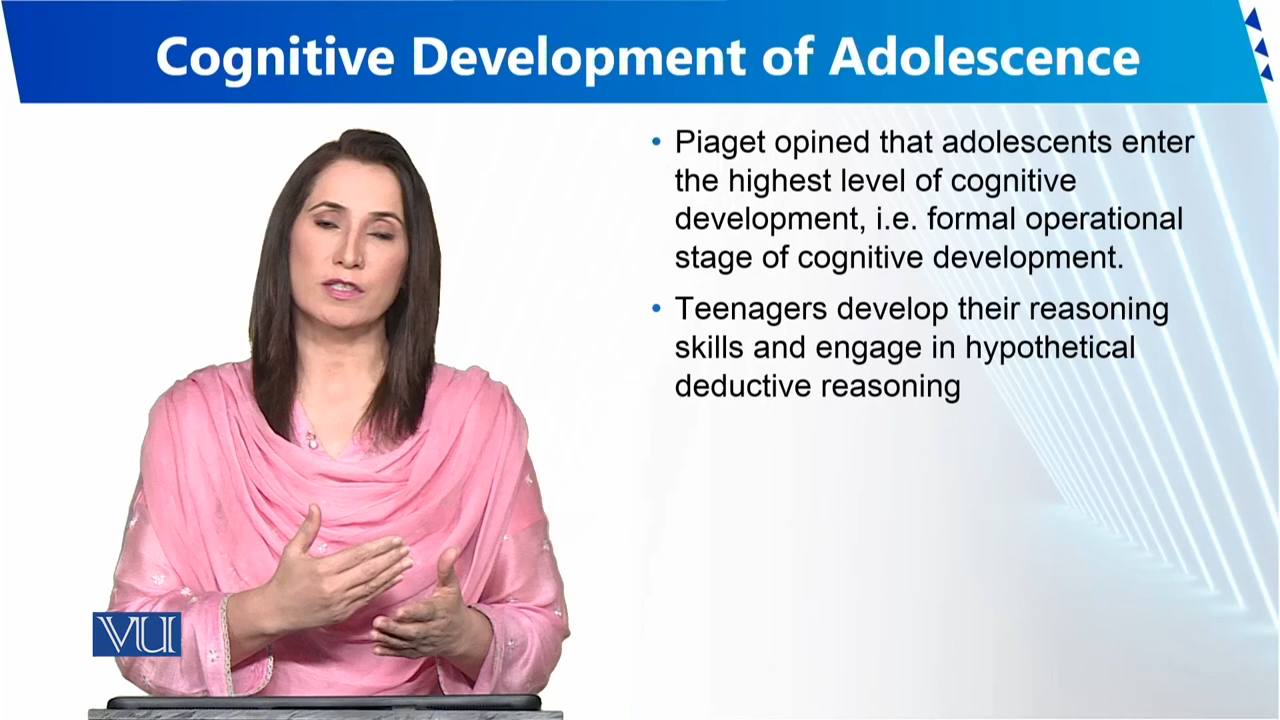 Cognitive Development of Adolescence
• Piaget opined that adolescents enter
the highest level of cognitive
development, i.e. formal operational
stage of cognitive development.
• Teenagers develop their reasoning
skills and engage in hypothetical
deductive reasoning
VU